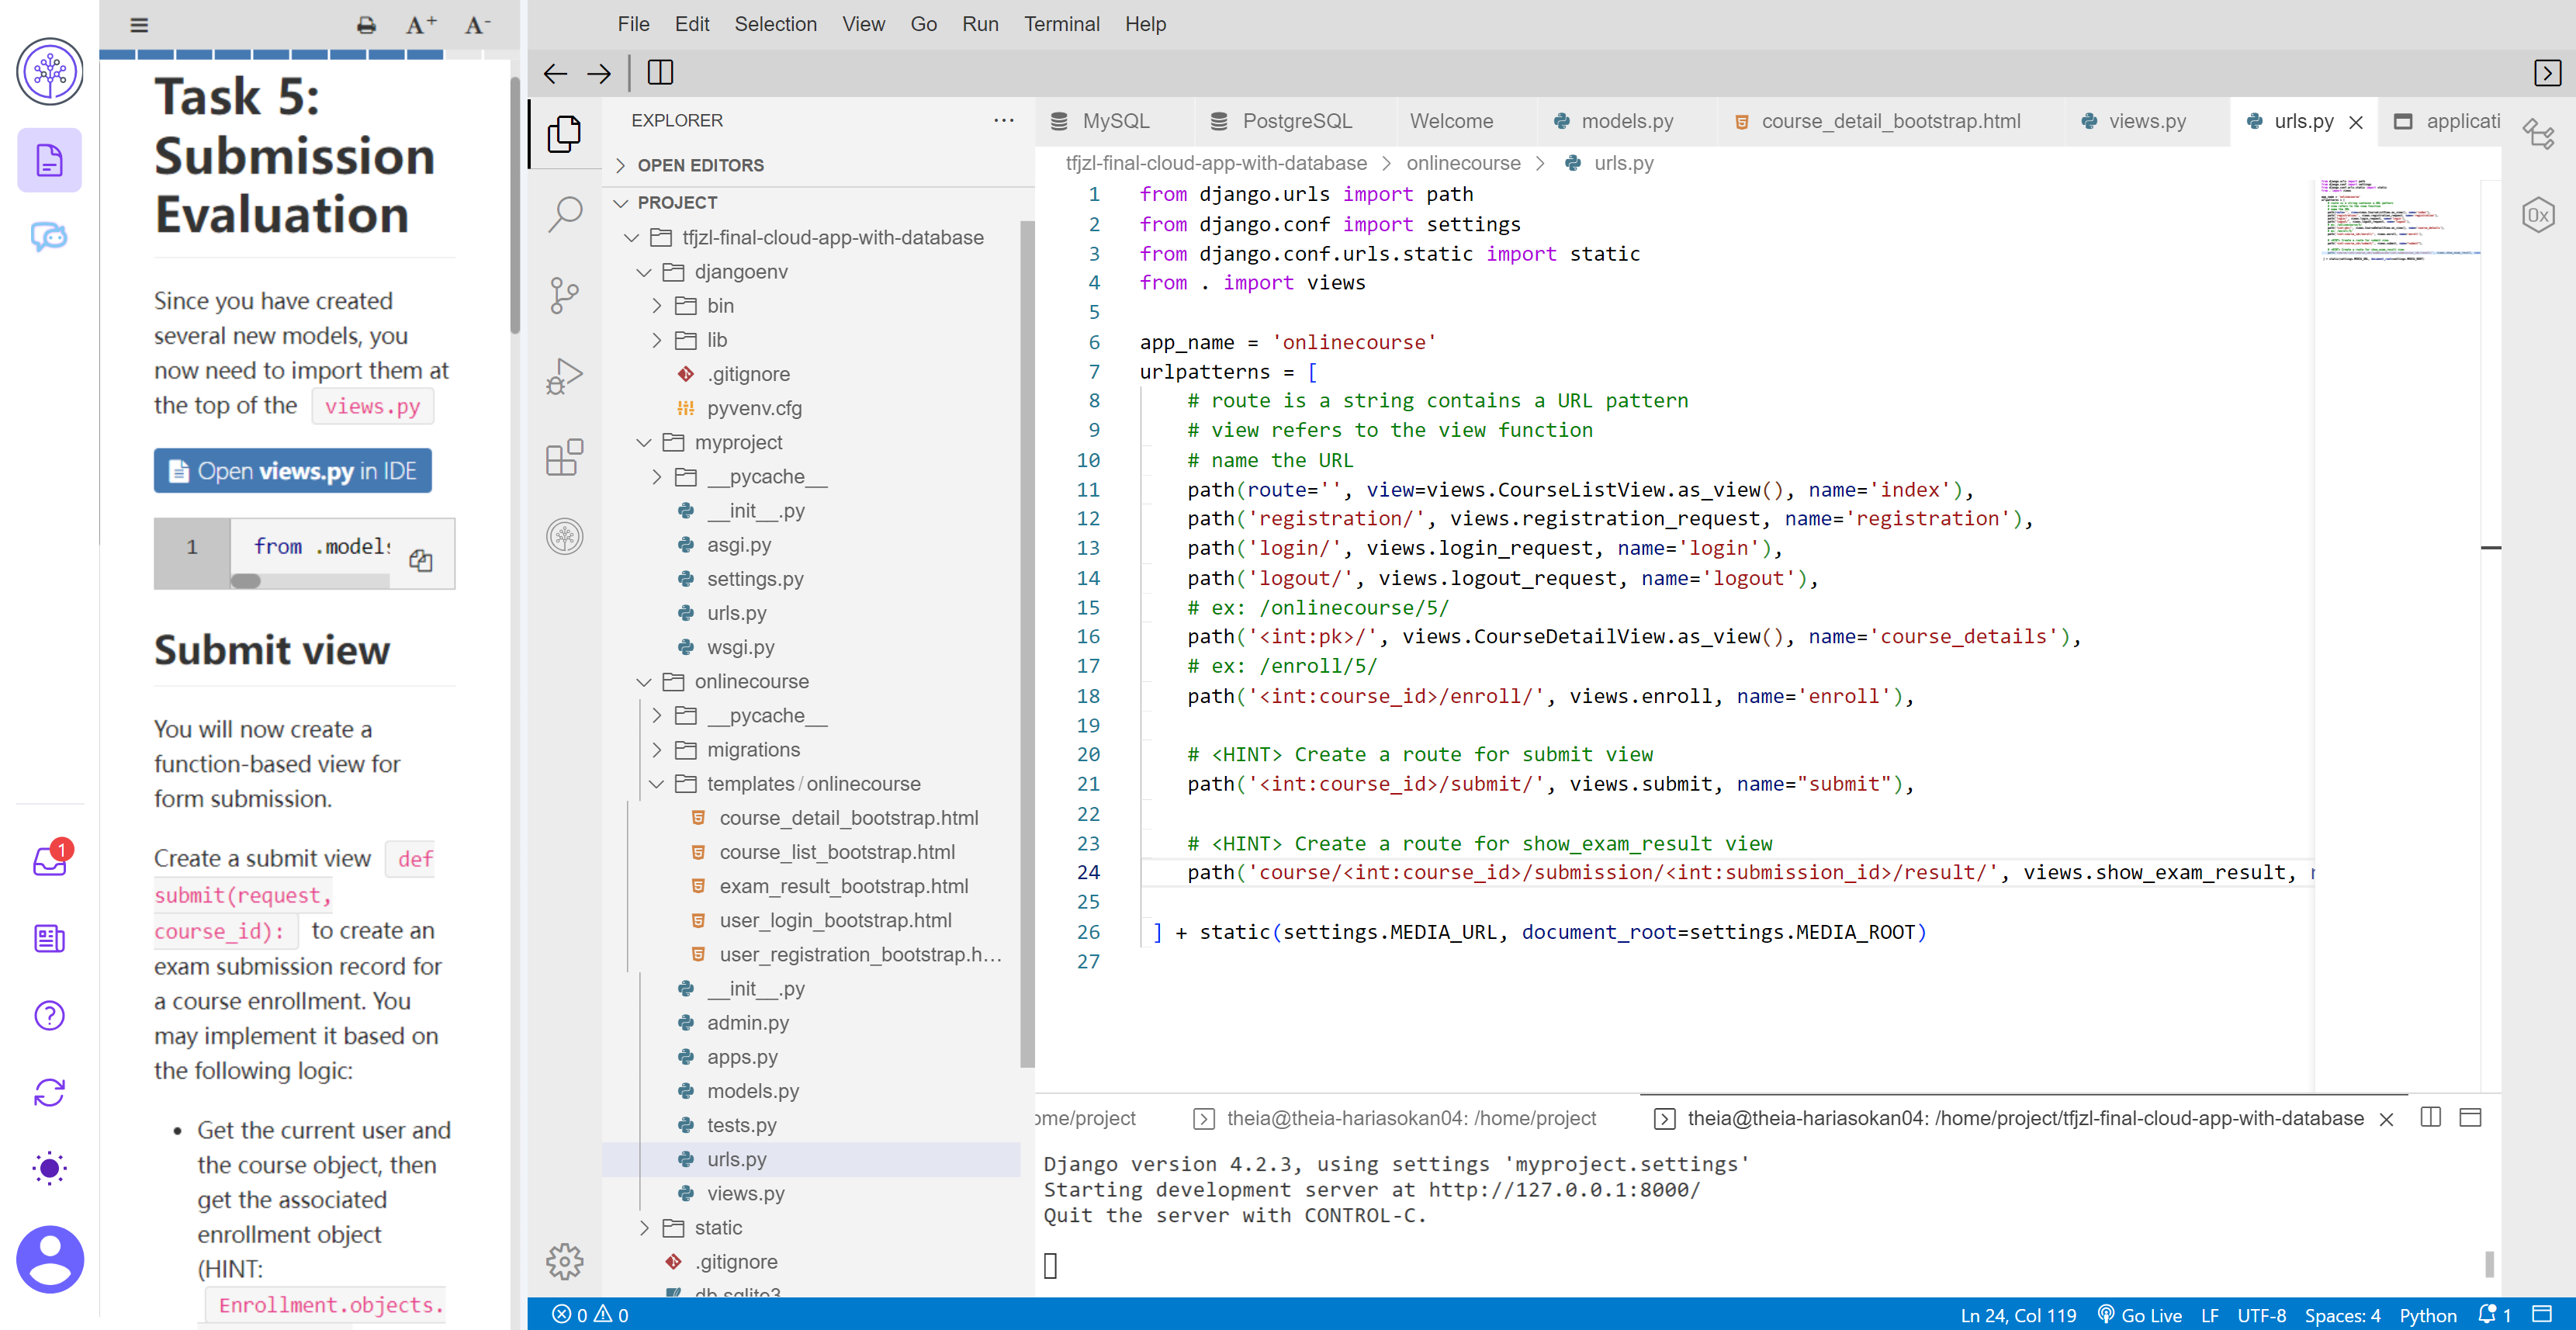 A+ A-
Task 5:
Submission
Evaluation
Since you have created
several new models, you
now need to import them at
the top of the views.py
Open views.py in IDE
1 from .models
Submit view
You will now create a
function-based view for
form submission.
Create a submit view def
submit(request,
course_id): to create an
exam submission record for
a course enrollment. You
may implement it based on
the following logic:
• Get the current user and
the course object, then
get the associated
enrollment object
(HINT:
Enrollment.objects.
1
File Edit Selection View Go Run Terminal Help
EXPLORER ...
OPEN EDITORS
PROJECT
tfjzl-final-cloud-app-with-database
djangoenv
bin
lib
.gitignore
pyvenv.cfg
myproject
__pycache__
__init__.py
asgi.py
settings.py
urls.py
wsgi.py
onlinecourse
__pycache__
migrations
templates/onlinecourse
course_detail_bootstrap.html
course_list_bootstrap.html
exam_result_bootstrap.html
user_login_bootstrap.html
user_registration_bootstrap.h...
__init__.py
admin.py
apps.py
models.py
tests.py
urls.py
views.py
static
.gitignore
db.sqlite3
MySQL PostgreSQL Welcome models.py course_detail_bootstrap.html views.py urls.py applicati
tfjzl-final-cloud-app-with-database > onlinecourse > urls.py
1 from django.urls import path
2 from django.conf import settings
3 from django.conf.urls.static import static
4 from . import views
5
6 app_name = 'onlinecourse'
7 urlpatterns = [
8 # route is a string contains a URL pattern
9 # view refers to the view function
10 # name the URL
11 path(route='', view=views.CourseListView.as_view(), name='index'),
12 path('registration/', views.registration_request, name='registration'),
13 path('login/', views.login_request, name='login'),
14 path('logout/', views.logout_request, name='logout'),
15 # ex: /onlinecourse/5/
16 path('<int:pk>/', views.CourseDetailView.as_view(), name='course_details'),
17 # ex: /enroll/5/
18 path('<int:course_id>/enroll/', views.enroll, name='enroll'),
19
20 # <HINT> Create a route for submit view
21 path('<int:course_id>/submit/', views.submit, name="submit"),
22
23 # <HINT> Create a route for show_exam_result view
24 path('course/<int:course_id>/submission/<int:submission_id>/result/', views.show_exam_result,
25
26 ] + static(settings.MEDIA_URL, document_root=settings.MEDIA_ROOT)
27
0x
ome/project theia@theia-hariasokan04: /home/project theia@theia-hariasokan04: /home/project/tfjzl-final-cloud-app-with-database
Django version 4.2.3, using settings 'myproject.settings'
Starting development server at http://127.0.0.1:8000/
Quit the server with CONTROL-C.
0 0 Ln 24, Col 119 Go Live LF UTF-8 Spaces: 4 Python 1